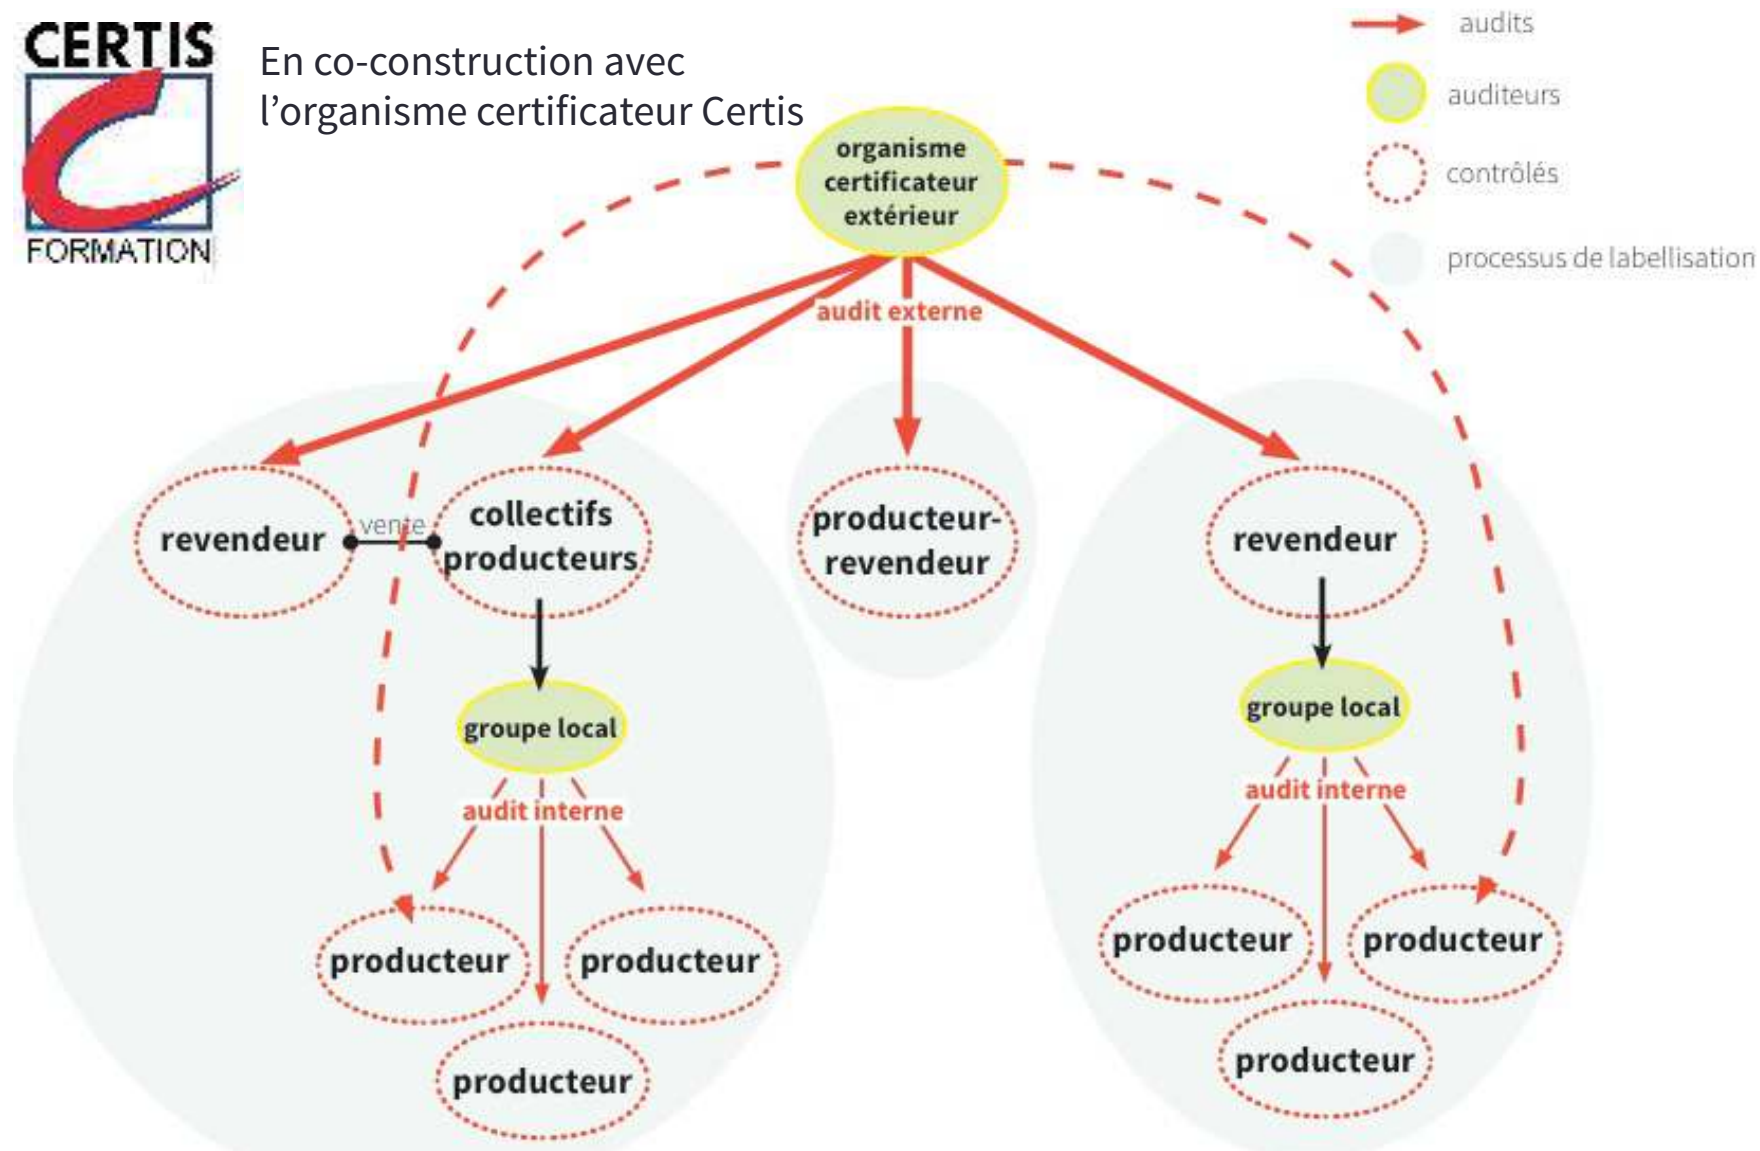 CERTIS
FORMATION
En co-construction avec
l’organisme certificateur Certis
audits
auditeurs
contrôlés
processus de labellisation
organisme
certificateur
extérieur
audit externe
revendeur
vente
collectifs
producteurs
producteur-
revendeur
revendeur
groupe local
groupe local
audit interne
audit interne
producteur
producteur
producteur
producteur
producteur
producteur